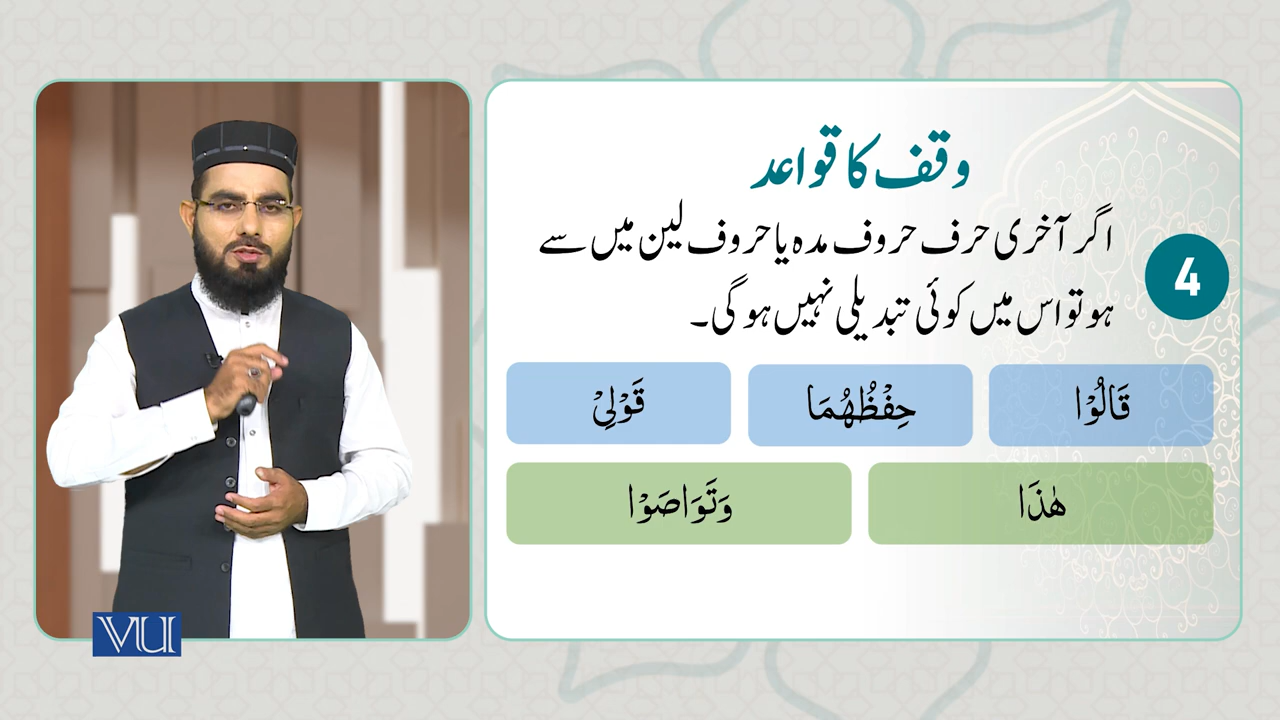 وقف کا قواعد
4
اگر آخری حرف حروف مدہ یا حروف لین میں سے
ہو تو اس میں کوئی تبدیلی نہیں ہو گی۔
قَالُوْا حِفْظُهُمَا قَوْلِیْ
هٰذَا وَتَوَاصَوْا
VU